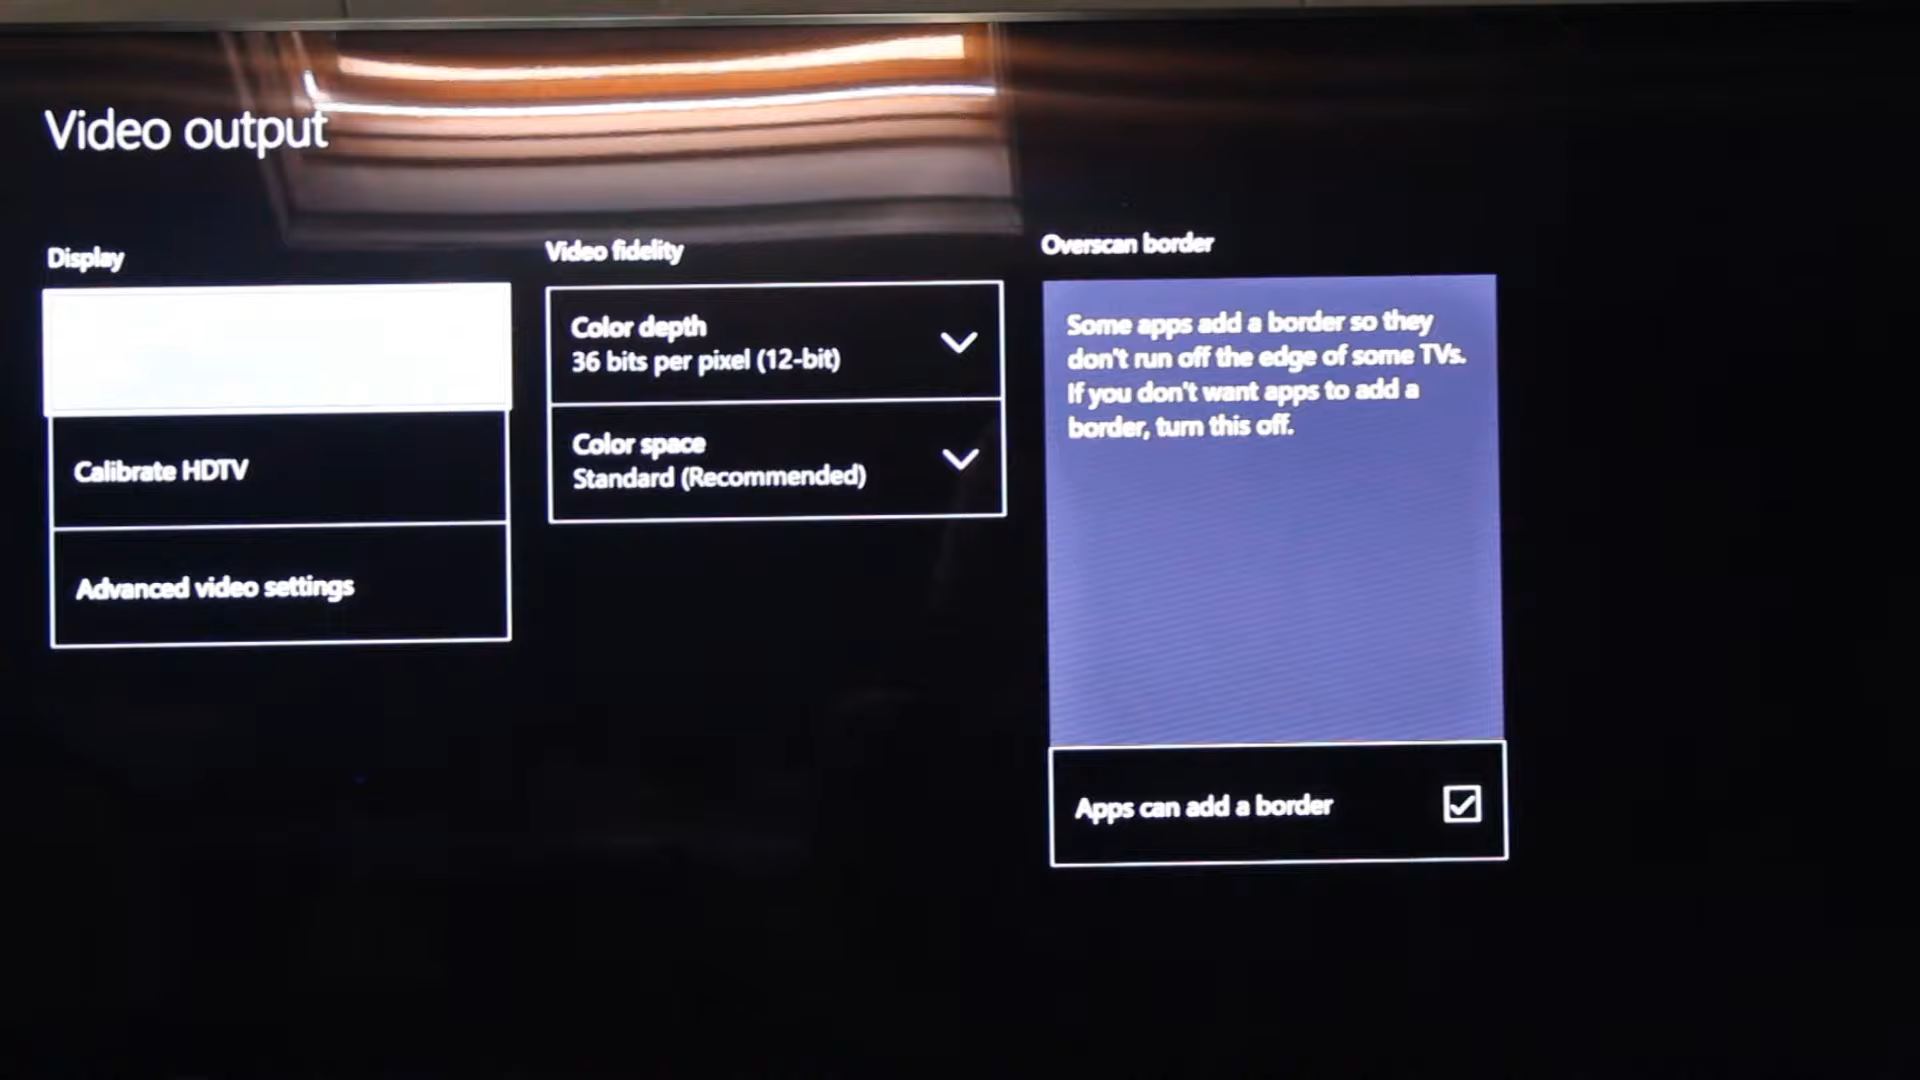 Video output
Display
Calibrate HDTV
Advanced video settings
Video fidelity
Color depth
36 bits per pixel (12-bit)
Color space
Standard (Recommended)
Overscan border
Some apps add a border so they
don't run off the edge of some TVs.
If you don't want apps to add a
border, turn this off.
Apps can add a border